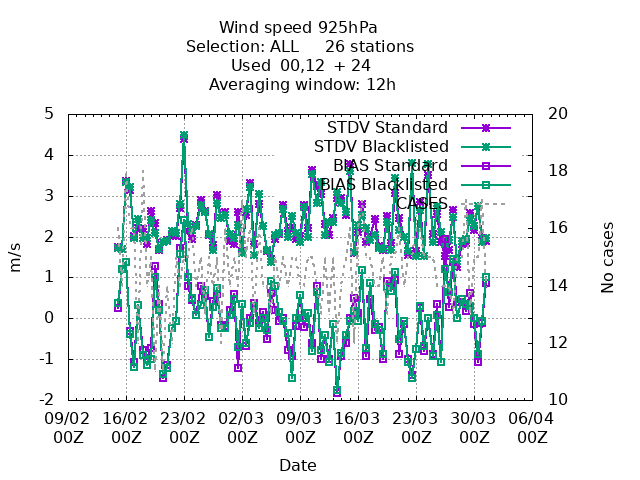 Wind speed 925hPa
Selection: ALL 26 stations
Used 00,12 + 24
Averaging window: 12h
STDV Standard
STDV Blacklisted
BIAS Standard
BIAS Blacklisted
CASES
5
4
3
2
1
0
-1
-2
m/s
20
18
16
14
12
10
No cases
09/02 16/02 23/02 02/03 09/03 16/03 23/03 30/03 06/04
00Z 00Z 00Z 00Z 00Z 00Z 00Z 00Z 00Z
Date